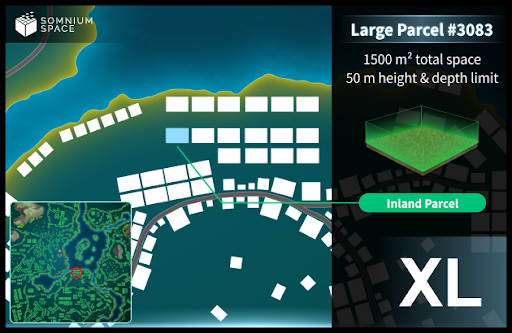 SOMNIUM
SPACE
Large Parcel #3083
1500 m² total space
50 m height & depth limit
Inland Parcel
XL